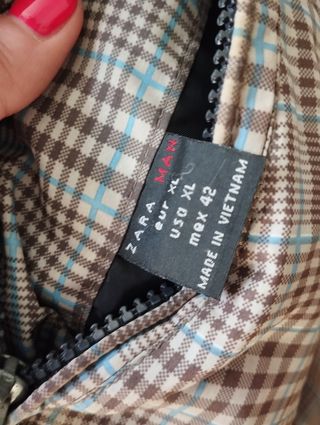 ZARA MAN
eur XL
usa XL
mex 42
MADE IN VIETNAM